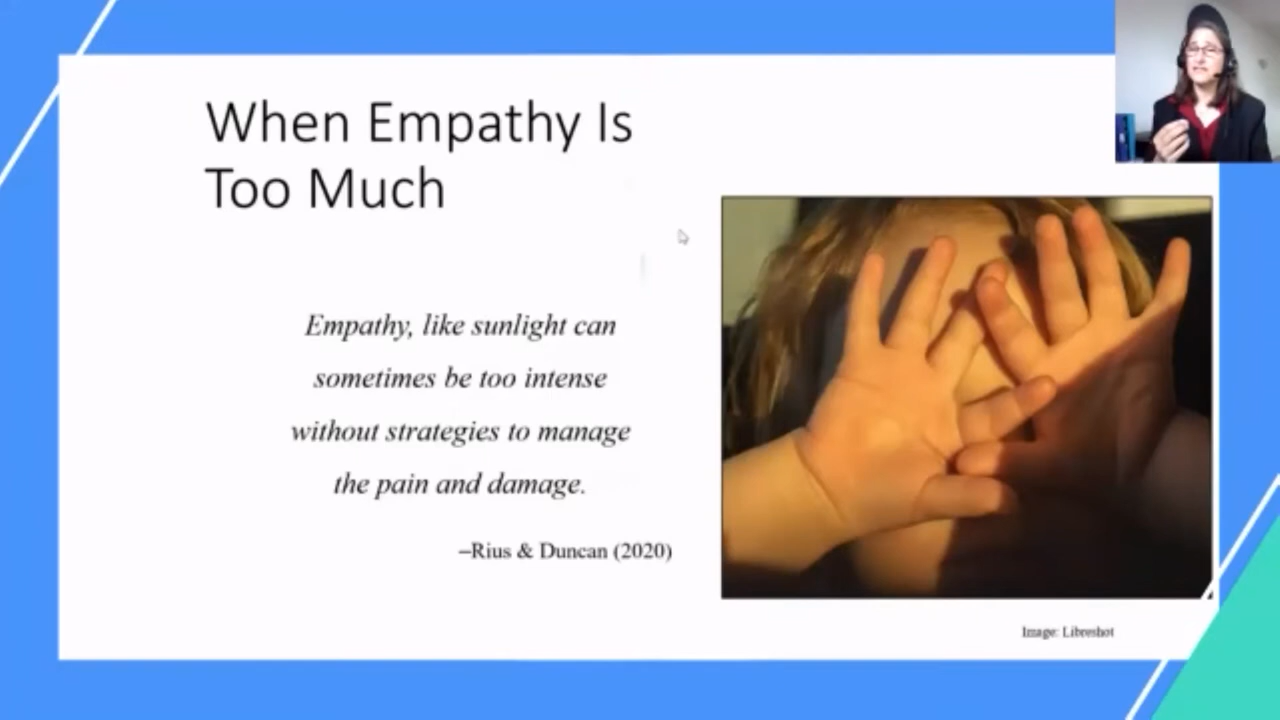 When Empathy Is
Too Much
Empathy, like sunlight can
sometimes be too intense
without strategies to manage
the pain and damage.
–Rius & Duncan (2020)
Image: Libreshot